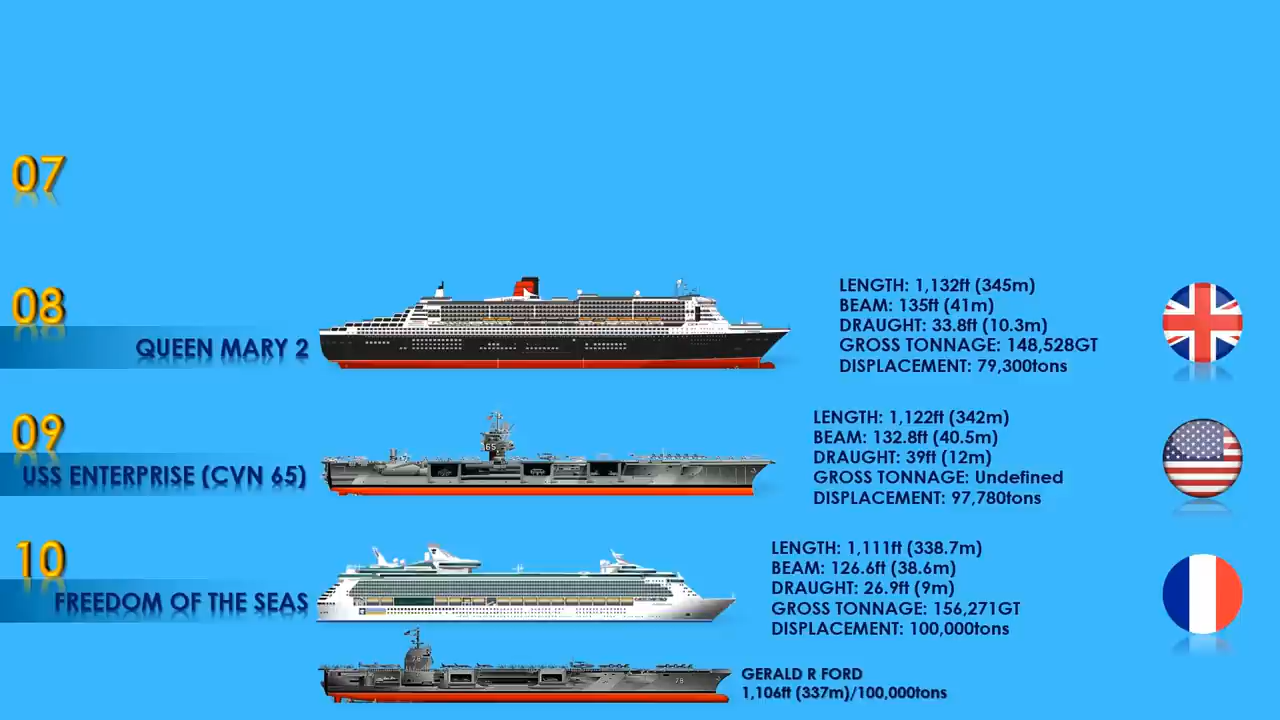 07
08
QUEEN MARY 2
LENGTH: 1,132ft (345m)
BEAM: 135ft (41m)
DRAUGHT: 33.8ft (10.3m)
GROSS TONNAGE: 148,528GT
DISPLACEMENT: 79,300tons
09
USS ENTERPRISE (CVN 65)
65
LENGTH: 1,122ft (342m)
BEAM: 132.8ft (40.5m)
DRAUGHT: 39ft (12m)
GROSS TONNAGE: Undefined
DISPLACEMENT: 97,780tons
10
FREEDOM OF THE SEAS
LENGTH: 1,111ft (338.7m)
BEAM: 126.6ft (38.6m)
DRAUGHT: 26.9ft (9m)
GROSS TONNAGE: 156,271GT
DISPLACEMENT: 100,000tons
78
78
GERALD R FORD
1,106ft (337m)/100,000tons